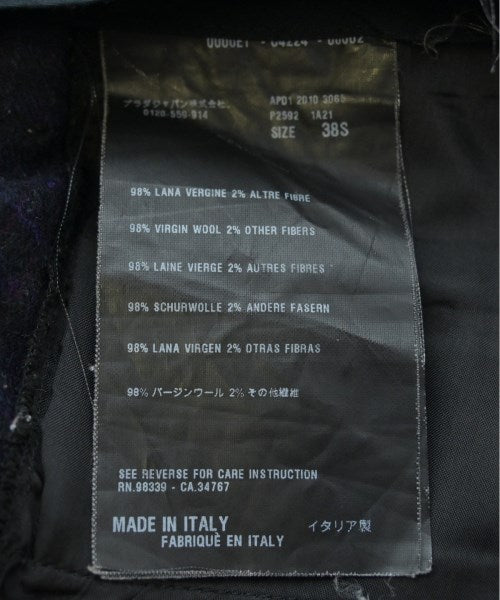 プラダジャパン株式会社.
0120-559-914
APD1 2010 3065
P2592 1A21
SIZE 38S
98% LANA VERGINE 2% ALTRE FIBRE
98% VIRGIN WOOL 2% OTHER FIBERS
98% LAINE VIERGE 2% AUTRES FIBRES
98% SCHURWOLLE 2% ANDERE FASERN
98% LANA VIRGEN 2% OTRAS FIBRAS
98% バージンウール 2% その他繊維
SEE REVERSE FOR CARE INSTRUCTION
RN.98339 - CA.34767
MADE IN ITALY イタリア製
FABRIQUÈ EN ITALY